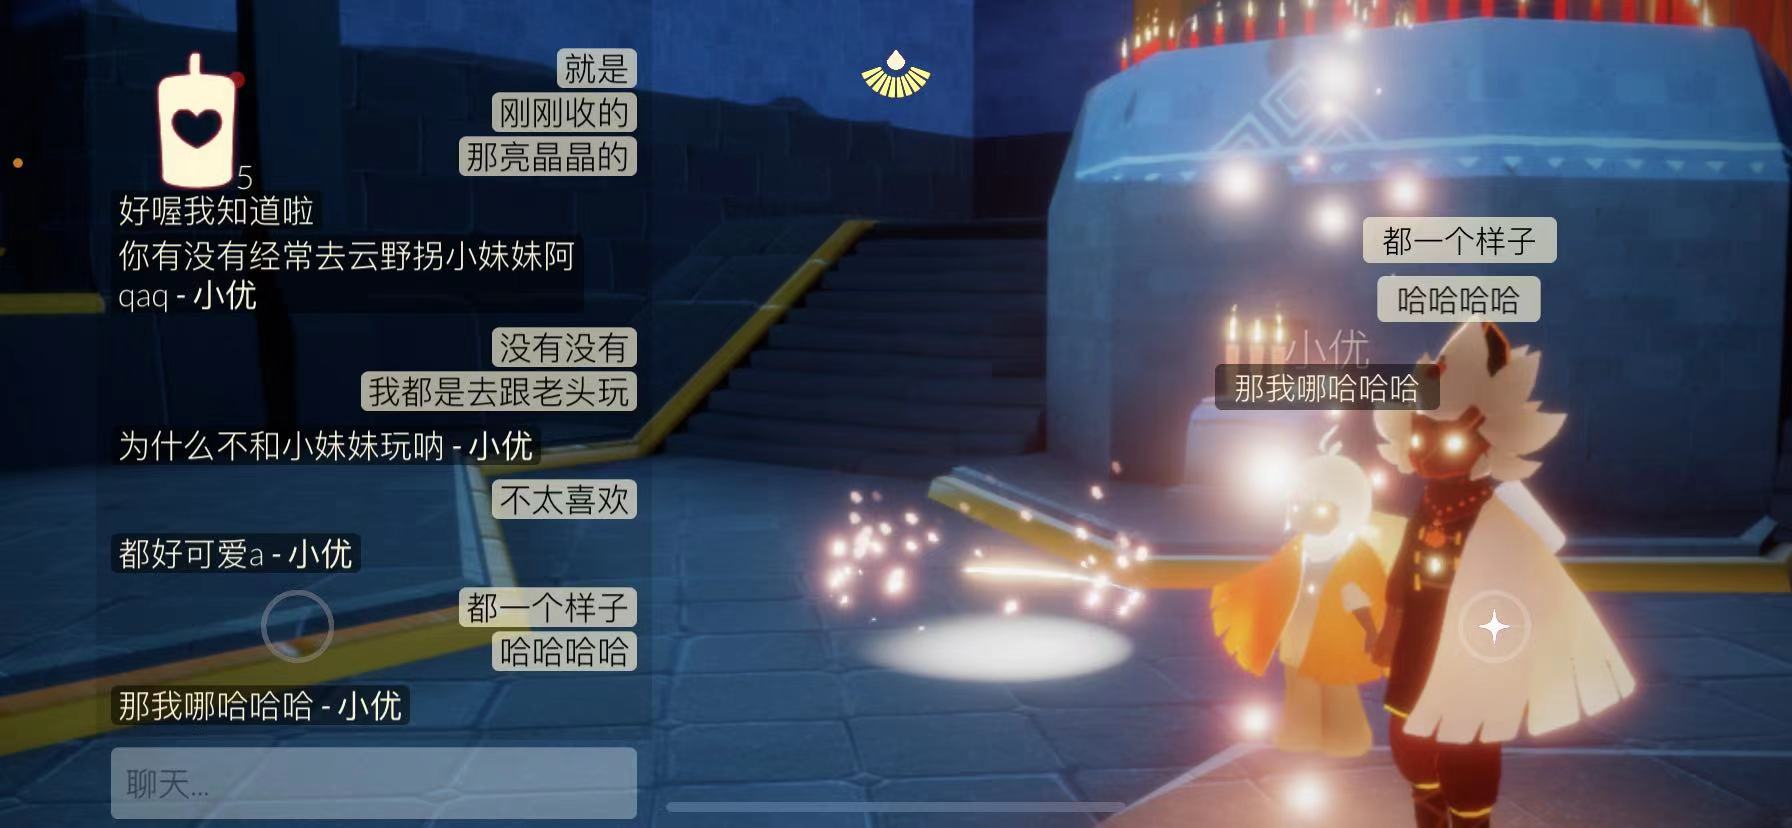 就是
刚刚收的
那亮晶晶的
5
好喔我知道啦
你有没有经常去云野拐小妹妹阿
qaq - 小优
没有没有
我都是去跟老头玩
为什么不和小妹妹玩呐 - 小优
不太喜欢
都好可爱a - 小优
都一个样子
哈哈哈哈
那我哪哈哈哈 - 小优
聊天...
都一个样子
哈哈哈哈
小优
那我哪哈哈哈